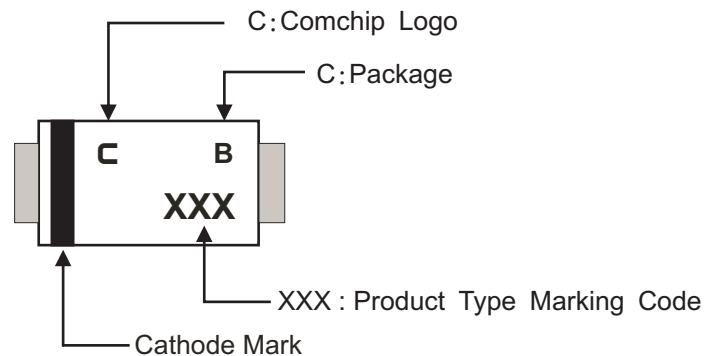 C:Comchip Logo
C:Package
C B
XXX
XXX : Product Type Marking Code
Cathode Mark